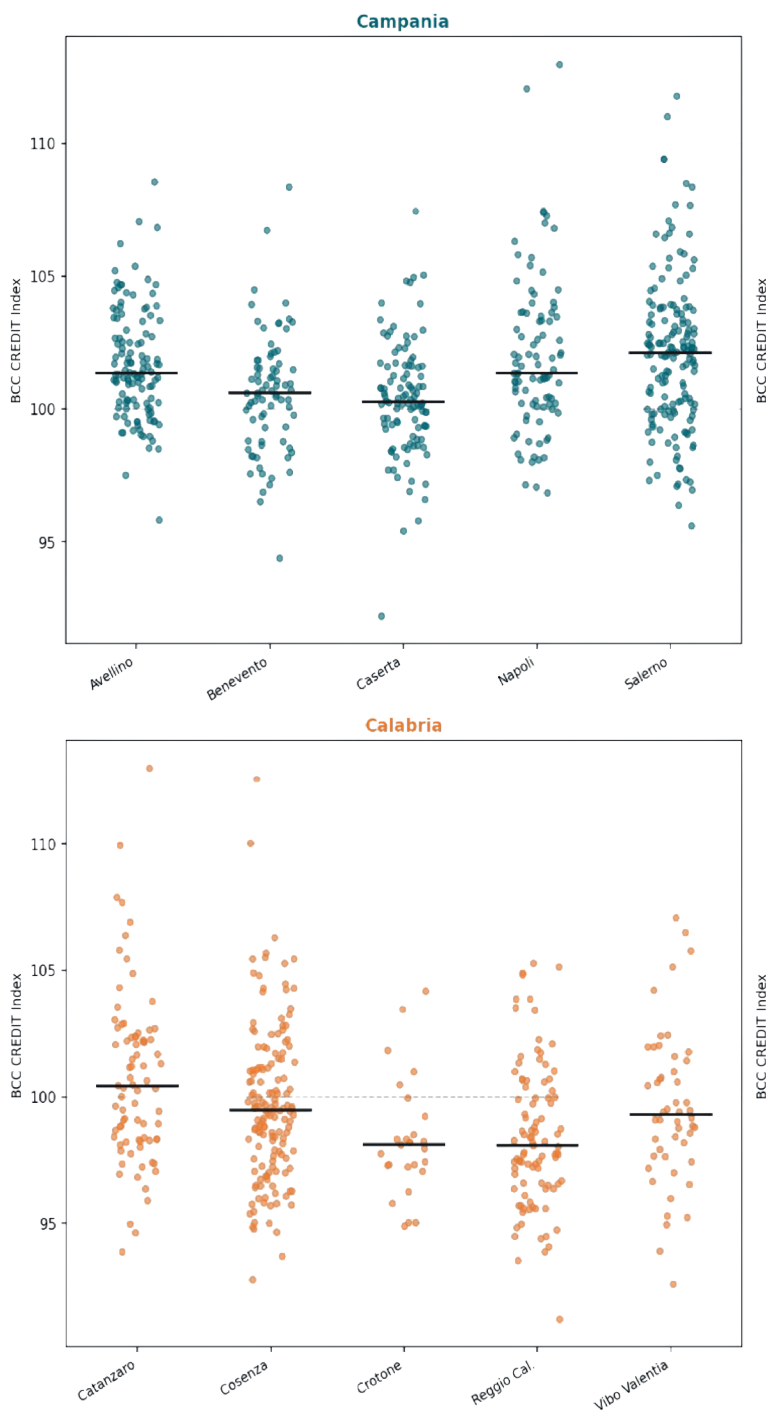 Campania
BCC CREDIT Index
BCC CREDIT Index
110
105
100
95
Avellino
Benevento
Caserta
Napoli
Salerno
Calabria
BCC CREDIT Index
BCC CREDIT Index
110
105
100
95
Catanzaro
Cosenza
Crotone
Reggio Cal.
Vibo Valentia